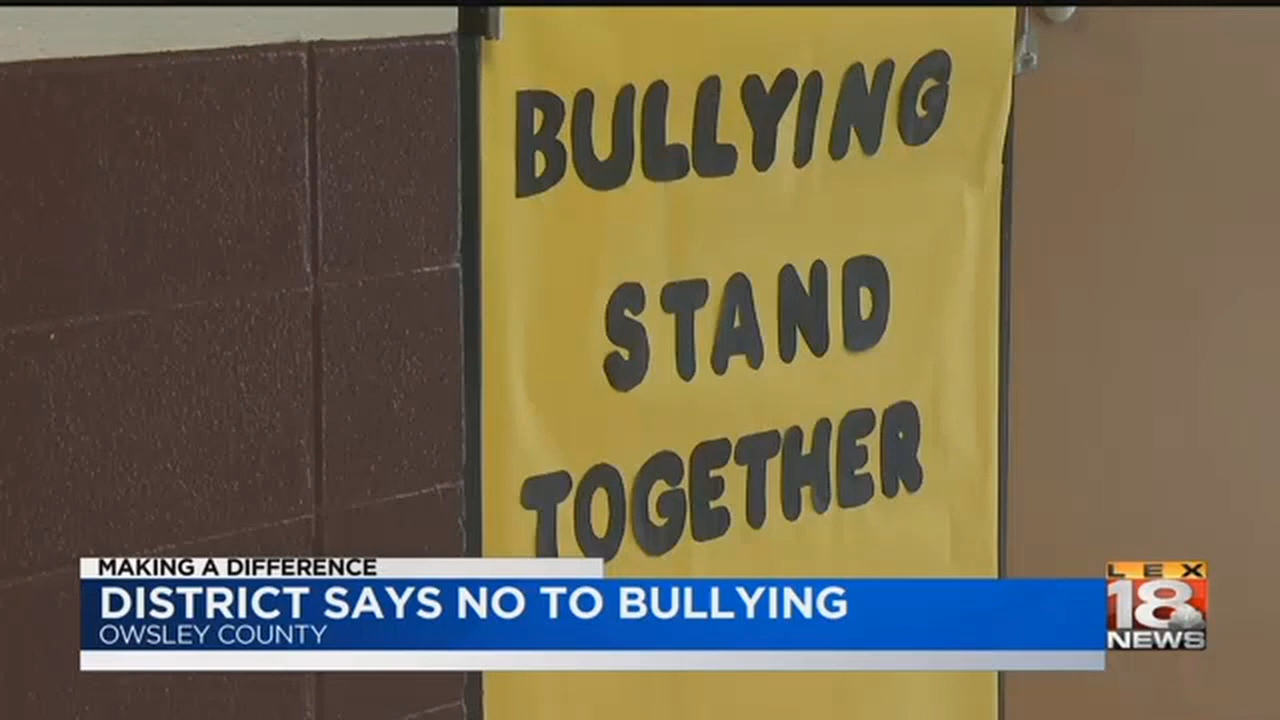 BULLYING
STAND
TOGETHER
MAKING A DIFFERENCE
DISTRICT SAYS NO TO BULLYING
OWSLEY COUNTY
LEX
18
NEWS